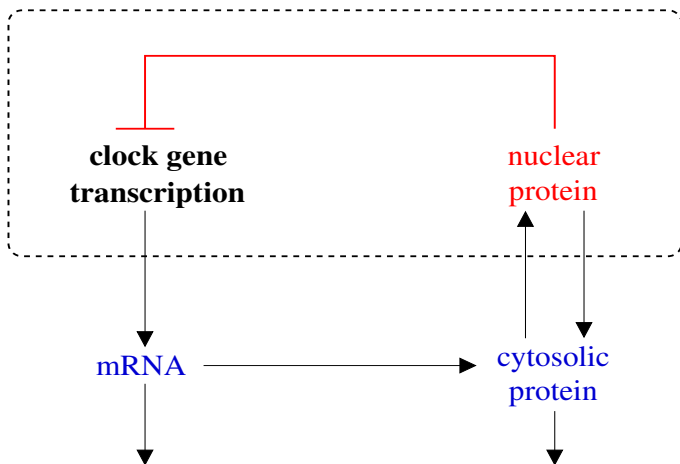 clock gene
transcription
nuclear
protein
mRNA
cytosolic
protein